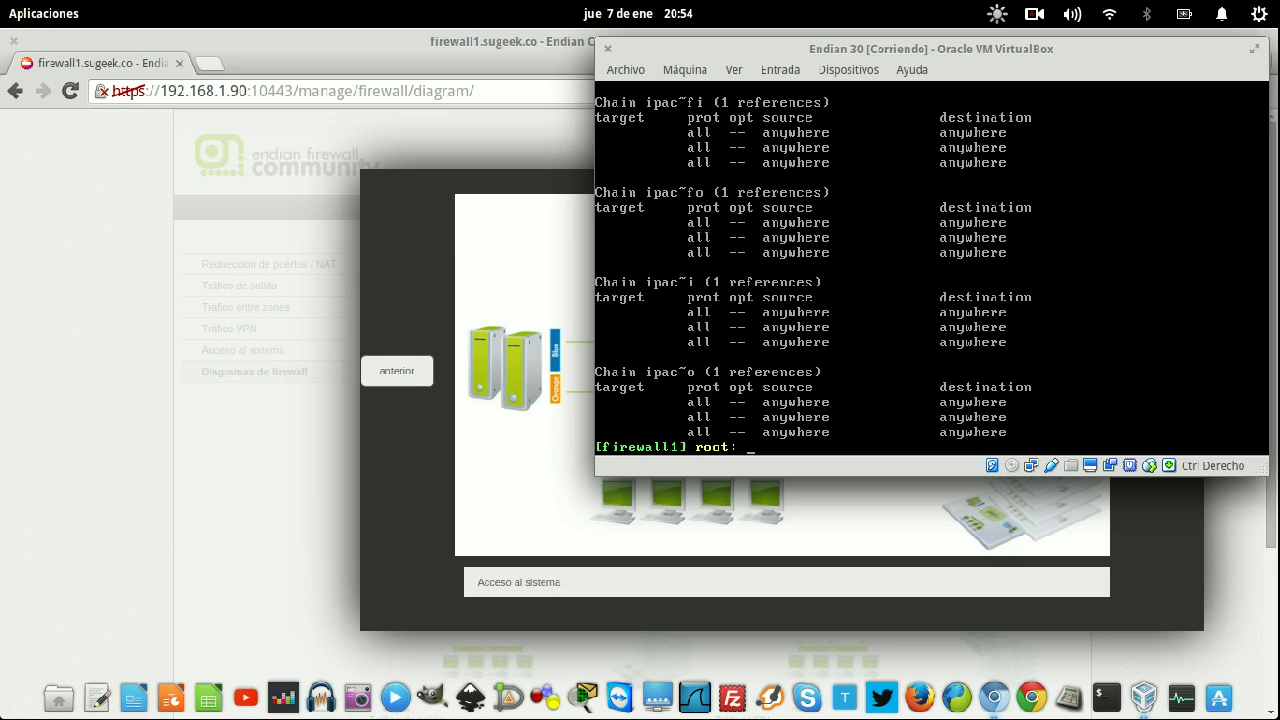 Aplicaciones
jue 7 de ene 20:54
firewall1.sugeek.co - Endian C
firewall1.sugeek.co - Endia
https://192.168.1.90:10443/manage/firewall/diagram/
endian firewall
community
Redirección de puertos / NAT
Tráfico de salida
Tráfico entre zonas
Tráfico VPN
Acceso al sistema
Diagramas de firewall
anterior
Blue
Orange
Acceso al sistema
Endian 30 [Corriendo] - Oracle VM VirtualBox
Archivo Máquina Ver Entrada Dispositivos Ayuda
Chain ipac~fi (1 references)
target prot opt source destination
all -- anywhere anywhere
all -- anywhere anywhere
all -- anywhere anywhere
Chain ipac~fo (1 references)
target prot opt source destination
all -- anywhere anywhere
all -- anywhere anywhere
all -- anywhere anywhere
Chain ipac~i (1 references)
target prot opt source destination
all -- anywhere anywhere
all -- anywhere anywhere
all -- anywhere anywhere
Chain ipac~o (1 references)
target prot opt source destination
all -- anywhere anywhere
all -- anywhere anywhere
all -- anywhere anywhere
[firewall1] root: _
Ctrl Derecho